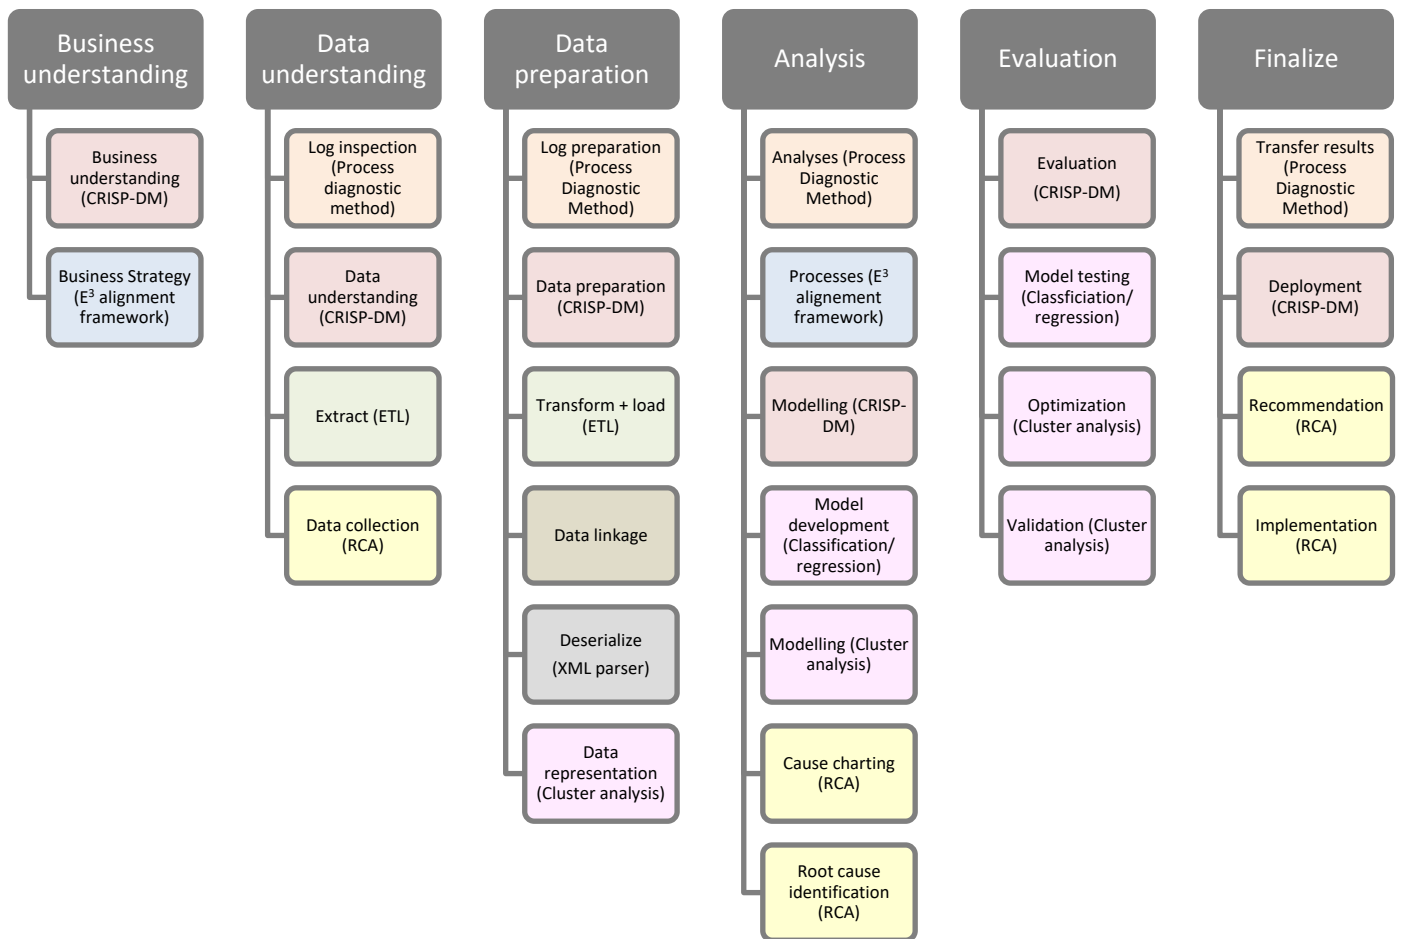 Business
understanding
Business
understanding
(CRISP-DM)
Business Strategy
(E³ alignment
framework)
Data
understanding
Log inspection
(Process
diagnostic
method)
Data
understanding
(CRISP-DM)
Extract (ETL)
Data collection
(RCA)
Data
preparation
Log preparation
(Process
Diagnostic
Method)
Data preparation
(CRISP-DM)
Transform + load
(ETL)
Data linkage
Deserialize
(XML parser)
Data
representation
(Cluster analysis)
Analysis
Analyses (Process
Diagnostic
Method)
Processes (E³
alignement
framework)
Modelling (CRISP-
DM)
Model
development
(Classification/
regression)
Modelling (Cluster
analysis)
Cause charting
(RCA)
Root cause
identification
(RCA)
Evaluation
Evaluation
(CRISP-DM)
Model testing
(Classficiation/
regression)
Optimization
(Cluster analysis)
Validation (Cluster
analysis)
Finalize
Transfer results
(Process
Diagnostic
Method)
Deployment
(CRISP-DM)
Recommendation
(RCA)
Implementation
(RCA)